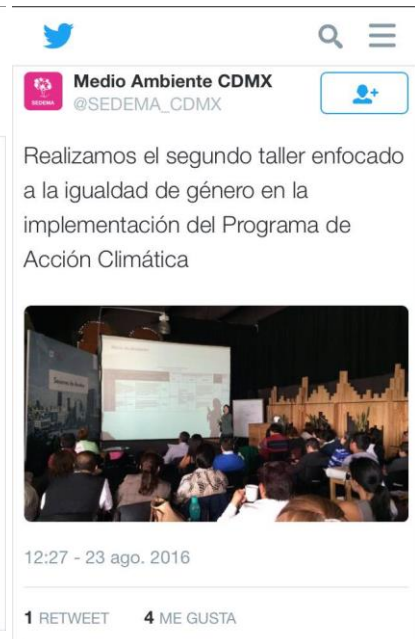 SEDEMA
Medio Ambiente CDMX
@SEDEMA_CDMX
Realizamos el segundo taller enfocado
a la igualdad de género en la
implementación del Programa de
Acción Climática
12:27 - 23 ago. 2016
1 RETWEET 4 ME GUSTA